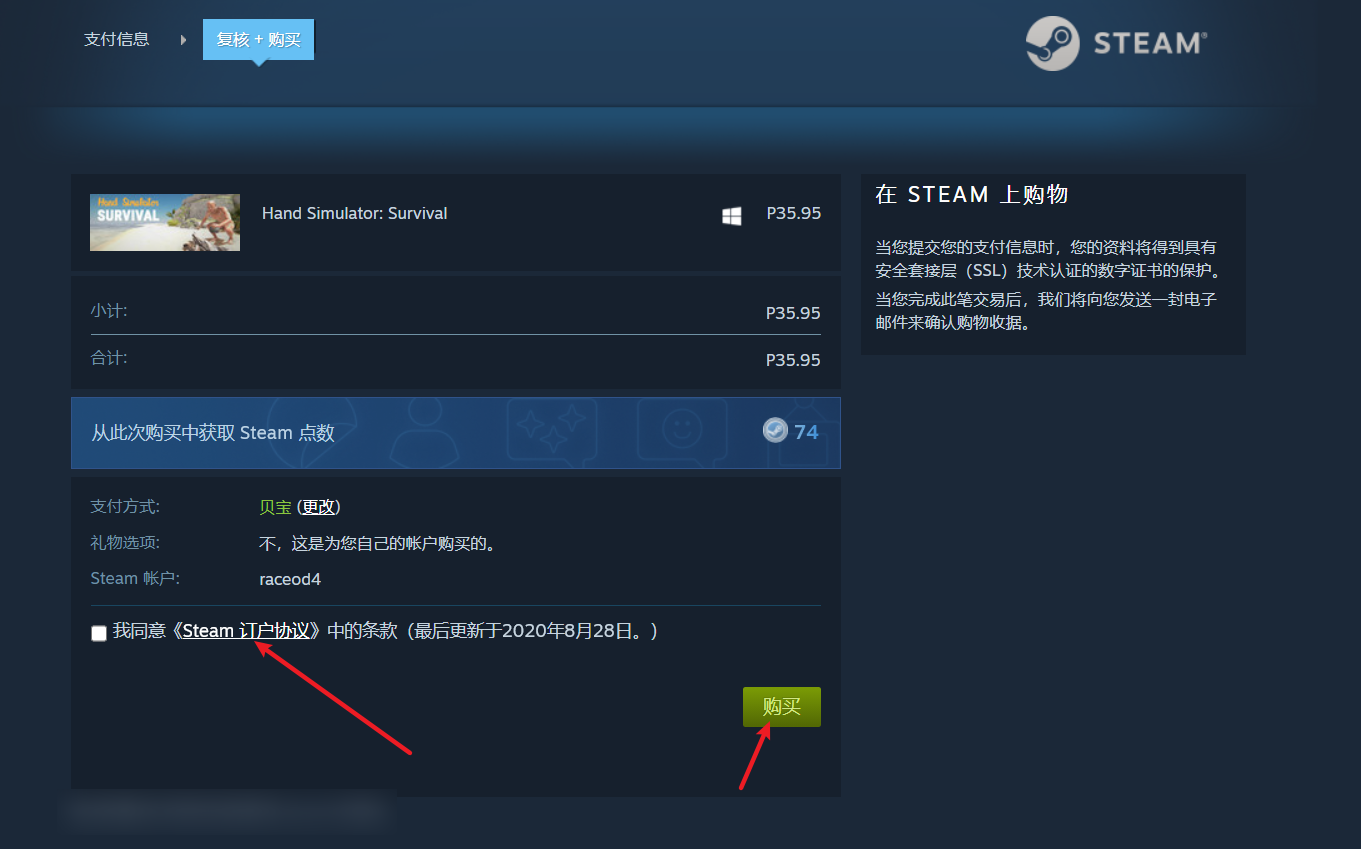 支付信息
复核 + 购买
STEAM®
Hand Simulator
SURVIVAL
Hand Simulator: Survival
P35.95
小计:
P35.95
合计:
P35.95
从此次购买中获取 Steam 点数
74
支付方式:
贝宝 (更改)
礼物选项:
不，这是为您自己的帐户购买的。
Steam 帐户:
raceod4
我同意《Steam 订户协议》中的条款（最后更新于2020年8月28日。）
购买
在 STEAM 上购物
当您提交您的支付信息时，您的资料将得到具有
安全套接层（SSL）技术认证的数字证书的保护。
当您完成此笔交易后，我们将向您发送一封电子
邮件来确认购物收据。